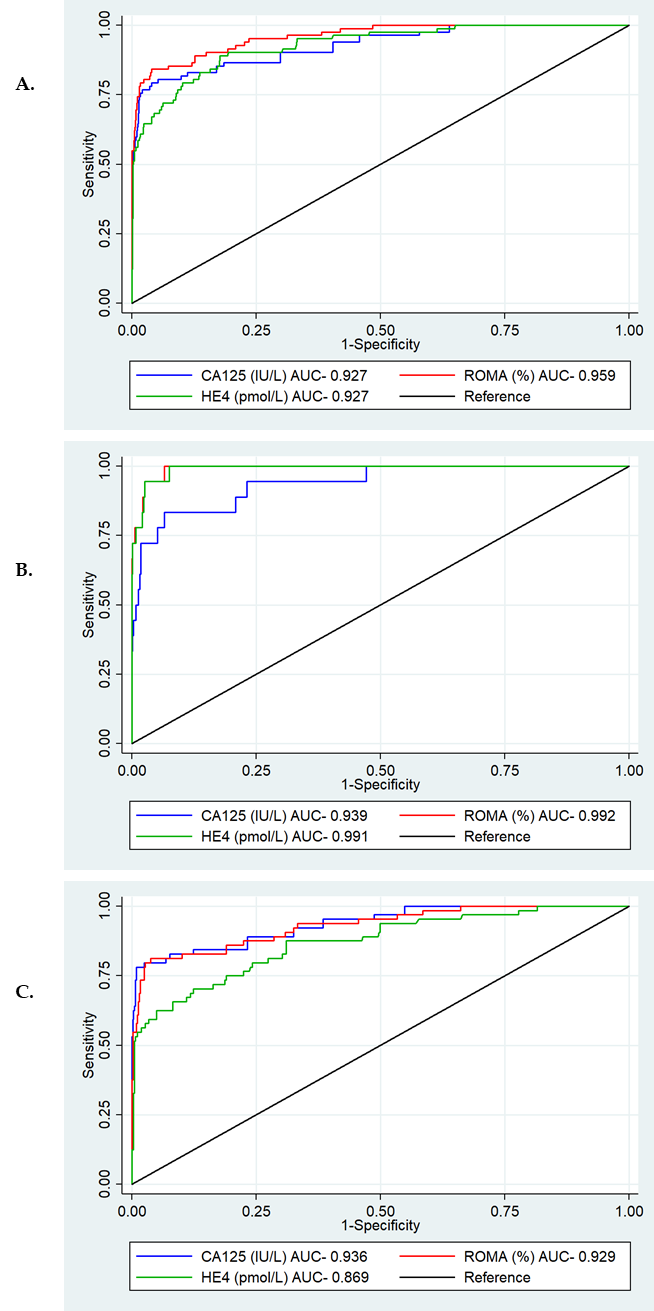 A.
Sensitivity
1.00
0.75
0.50
0.25
0.00
0.00 0.25 0.50 0.75 1.00
1-Specificity
CA125 (IU/L) AUC- 0.927 ROMA (%) AUC- 0.959
HE4 (pmol/L) AUC- 0.927 Reference
B.
Sensitivity
1.00
0.75
0.50
0.25
0.00
0.00 0.25 0.50 0.75 1.00
1-Specificity
CA125 (IU/L) AUC- 0.939 ROMA (%) AUC- 0.992
HE4 (pmol/L) AUC- 0.991 Reference
C.
Sensitivity
1.00
0.75
0.50
0.25
0.00
0.00 0.25 0.50 0.75 1.00
1-Specificity
CA125 (IU/L) AUC- 0.936 ROMA (%) AUC- 0.929
HE4 (pmol/L) AUC- 0.869 Reference